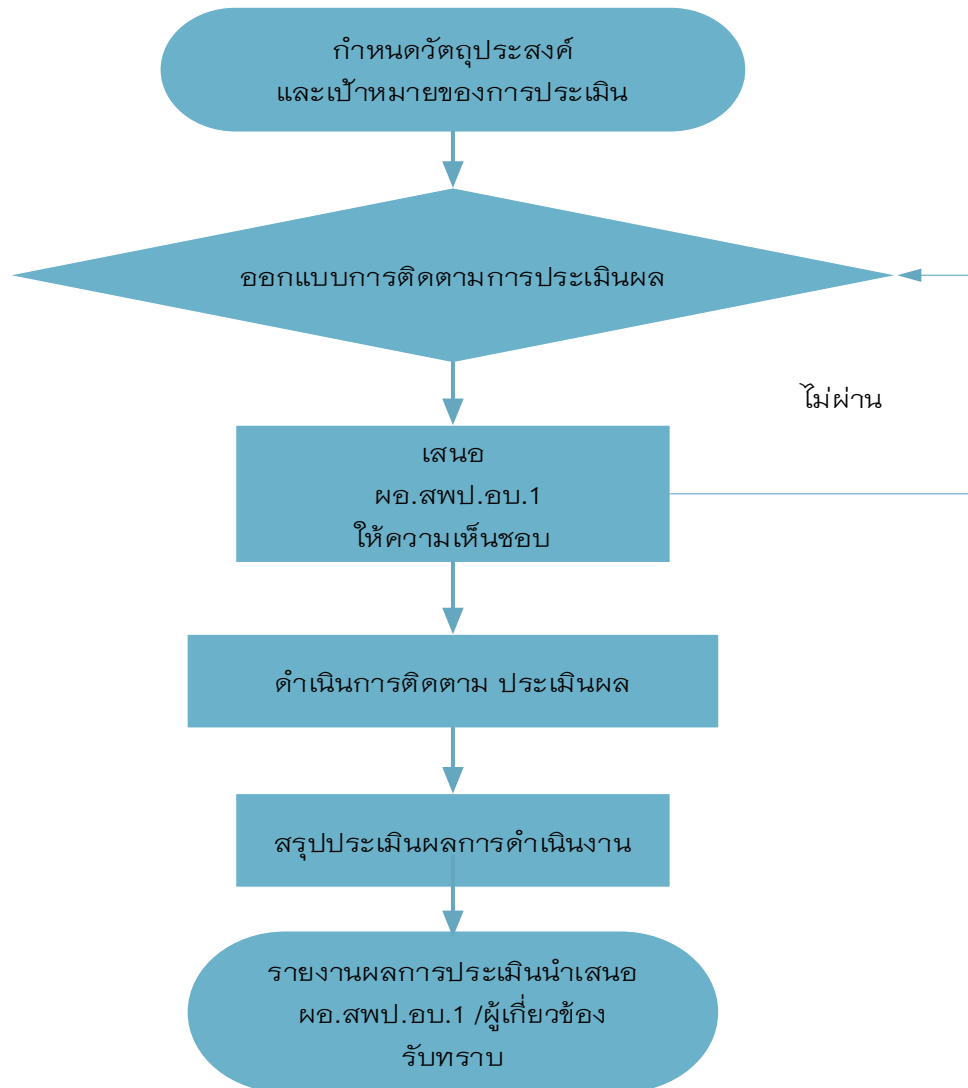 กำหนดวัตถุประสงค์
และเป้าหมายของการประเมิน
ออกแบบการติดตามการประเมินผล
ไม่ผ่าน
เสนอ
ผอ.สพป.อบ.1
ให้ความเห็นชอบ
ดำเนินการติดตาม ประเมินผล
สรุปประเมินผลการดำเนินงาน
รายงานผลการประเมินนำเสนอ
ผอ.สพป.อบ.1 /ผู้เกี่ยวข้อง
รับทราบ